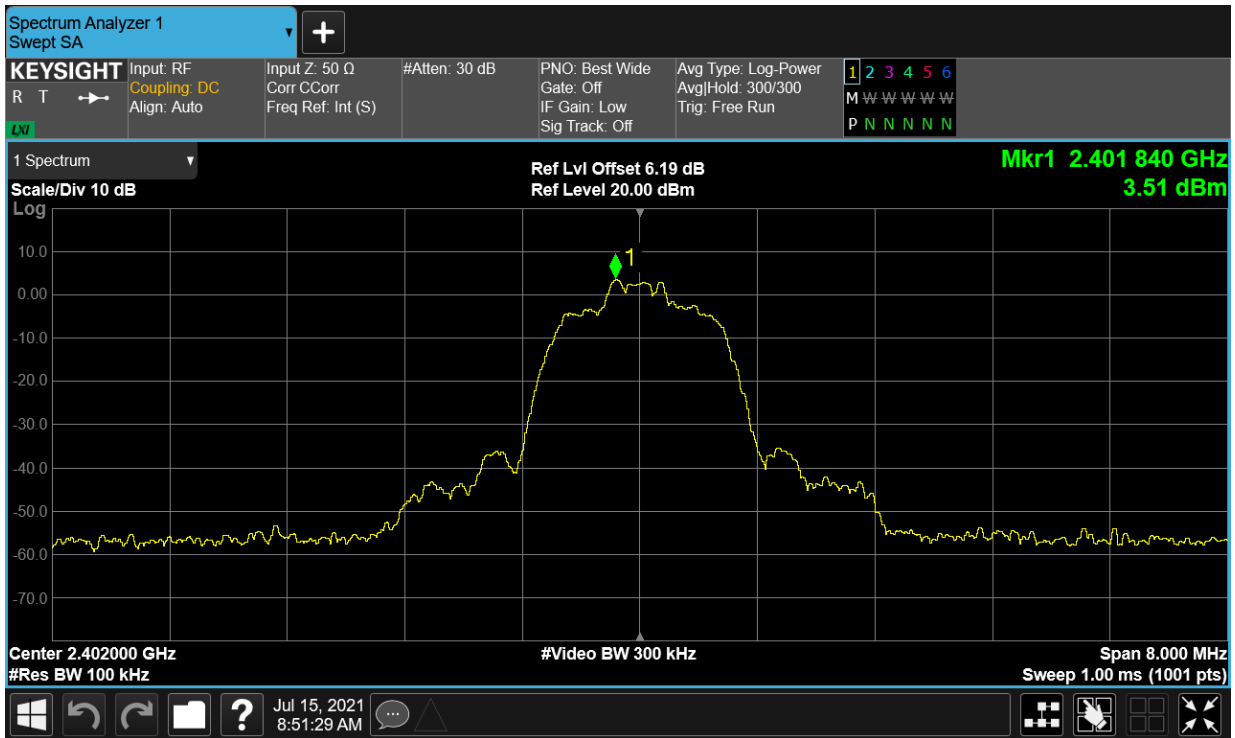 Spectrum Analyzer 1
Swept SA
KEYSIGHT
R T
LXI
Input: RF
Coupling: DC
Align: Auto
Input Z: 50 Ω
Corr CCorr
Freq Ref: Int (S)
#Atten: 30 dB
PNO: Best Wide
Gate: Off
IF Gain: Low
Sig Track: Off
Avg Type: Log-Power
Avg|Hold: 300/300
Trig: Free Run
1 2 3 4 5 6
M W W W W W
P N N N N N
1 Spectrum
Scale/Div 10 dB
Log
Ref Lvl Offset 6.19 dB
Ref Level 20.00 dBm
Mkr1 2.401 840 GHz
3.51 dBm
1
10.0
0.00
-10.0
-20.0
-30.0
-40.0
-50.0
-60.0
-70.0
Center 2.402000 GHz
#Res BW 100 kHz
#Video BW 300 kHz
Span 8.000 MHz
Sweep 1.00 ms (1001 pts)
?
Jul 15, 2021
8:51:29 AM